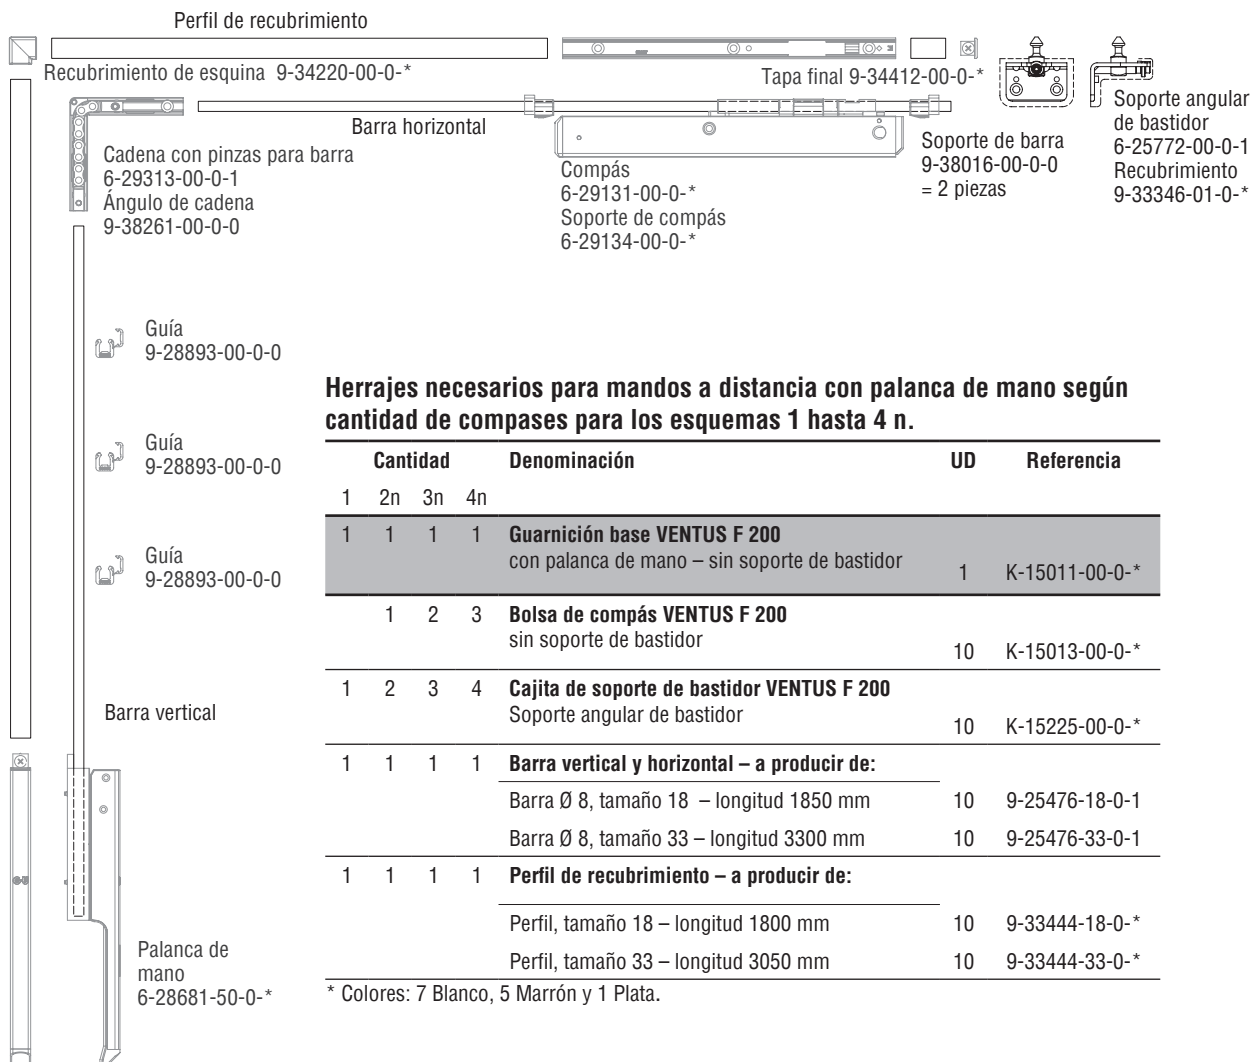 Perfil de recubrimiento
Recubrimiento de esquina 9-34220-00-0-*
Tapa final 9-34412-00-0-*
Barra horizontal
Cadena con pinzas para barra
6-29313-00-0-1
Ángulo de cadena
9-38261-00-0-0
Compás
6-29131-00-0-*
Soporte de compás
6-29134-00-0-*
Soporte de barra
9-38016-00-0-0
= 2 piezas
Soporte angular
de bastidor
6-25772-00-0-1
Recubrimiento
9-33346-01-0-*
Guía
9-28893-00-0-0
Guía
9-28893-00-0-0
Guía
9-28893-00-0-0
Barra vertical
Palanca de
mano
6-28681-50-0-*
Herrajes necesarios para mandos a distancia con palanca de mano según
cantidad de compases para los esquemas 1 hasta 4 n.
Cantidad Denominación UD Referencia
1 2n 3n 4n
1 1 1 1 Guarnición base VENTUS F 200
con palanca de mano – sin soporte de bastidor 1 K-15011-00-0-*
1 2 3 Bolsa de compás VENTUS F 200
sin soporte de bastidor 10 K-15013-00-0-*
1 2 3 4 Cajita de soporte de bastidor VENTUS F 200
Soporte angular de bastidor 10 K-15225-00-0-*
1 1 1 1 Barra vertical y horizontal – a producir de:
Barra Ø 8, tamaño 18 – longitud 1850 mm 10 9-25476-18-0-1
Barra Ø 8, tamaño 33 – longitud 3300 mm 10 9-25476-33-0-1
1 1 1 1 Perfil de recubrimiento – a producir de:
Perfil, tamaño 18 – longitud 1800 mm 10 9-33444-18-0-*
Perfil, tamaño 33 – longitud 3050 mm 10 9-33444-33-0-*
* Colores: 7 Blanco, 5 Marrón y 1 Plata.